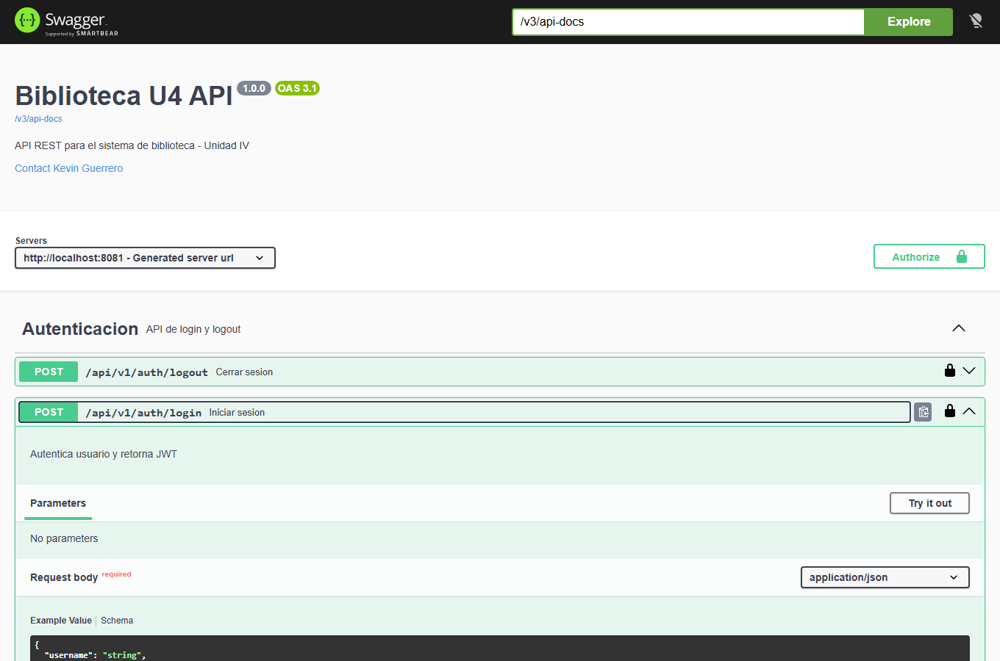 Swagger
Supported by SMARTBEAR
/v3/api-docs
Explore
Biblioteca U4 API 1.0.0 OAS 3.1
/v3/api-docs
API REST para el sistema de biblioteca - Unidad IV
Contact Kevin Guerrero
Servers
http://localhost:8081 - Generated server url
Authorize
Autenticacion API de login y logout
POST /api/v1/auth/logout Cerrar sesion
POST /api/v1/auth/login Iniciar sesion
Autentica usuario y retorna JWT
Parameters
Try it out
No parameters
Request body required
application/json
Example Value Schema
{
"username": "string",